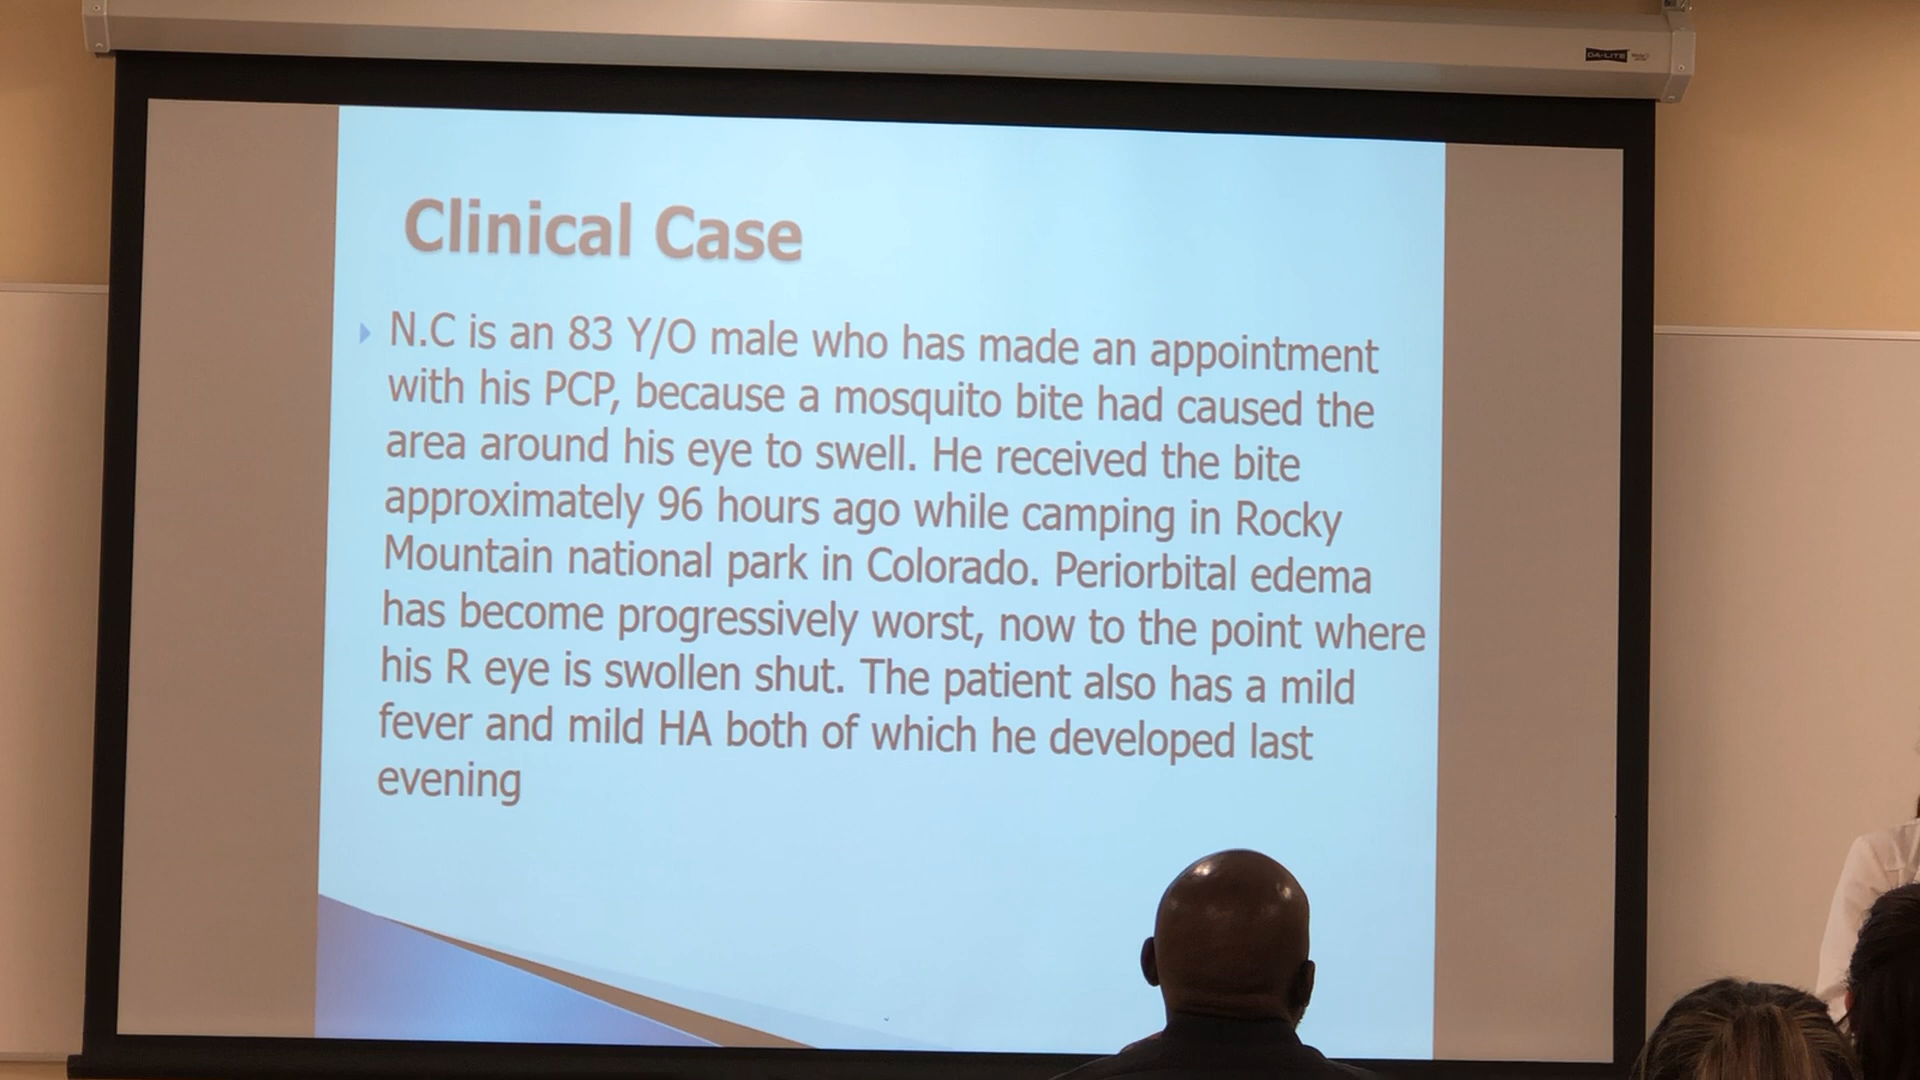 DA-LITE
Clinical Case
N.C is an 83 Y/O male who has made an appointment
with his PCP, because a mosquito bite had caused the
area around his eye to swell. He received the bite
approximately 96 hours ago while camping in Rocky
Mountain national park in Colorado. Periorbital edema
has become progressively worst, now to the point where
his R eye is swollen shut. The patient also has a mild
fever and mild HA both of which he developed last
evening